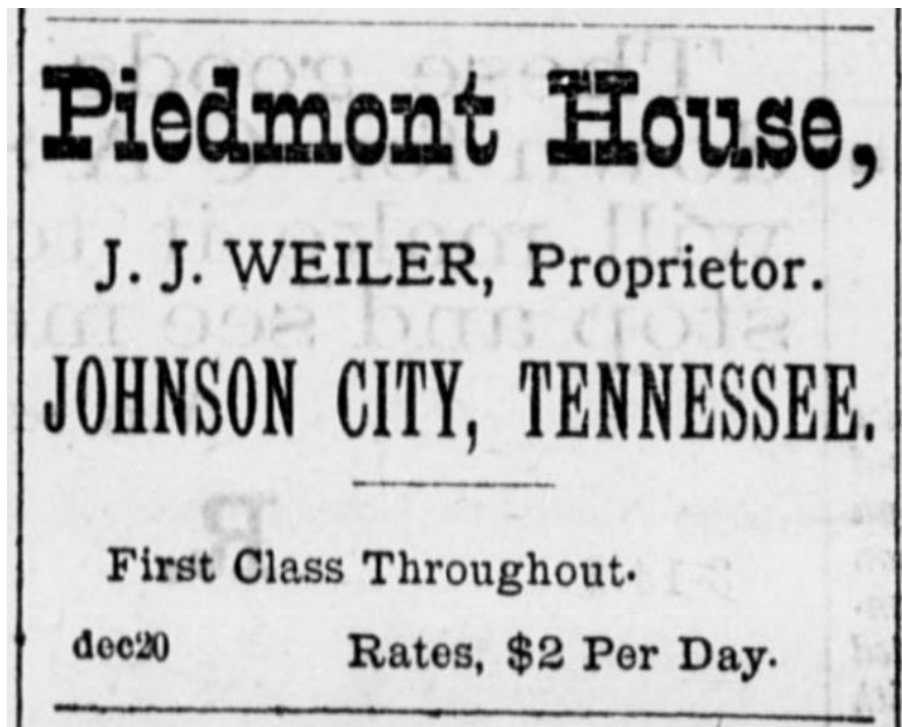 Piedmont House,
J. J. WEILER, Proprietor.
JOHNSON CITY, TENNESSEE.
First Class Throughout.
dec20 Rates, $2 Per Day.